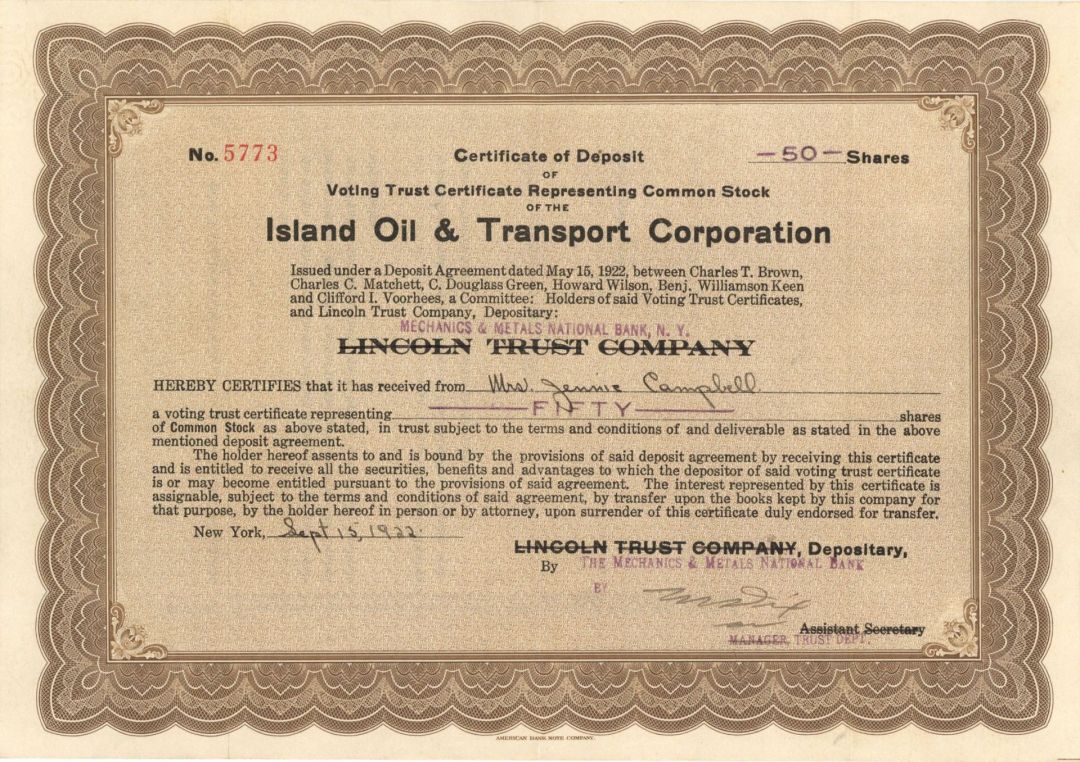 No. 5773
Certificate of Deposit
—50— Shares
OF
Voting Trust Certificate Representing Common Stock
OF THE
Island Oil & Transport Corporation
Issued under a Deposit Agreement dated May 15, 1922, between Charles T. Brown,
Charles C. Matchett, C. Douglass Green, Howard Wilson, Benj. Williamson Keen
and Clifford I. Voorhees, a Committee: Holders of said Voting Trust Certificates,
and Lincoln Trust Company, Depositary:
MECHANICS & METALS NATIONAL BANK, N. Y.
LINCOLN TRUST COMPANY
HEREBY CERTIFIES that it has received from Mrs. Jennie Campbell
a voting trust certificate representing FIFTY shares
of Common Stock as above stated, in trust subject to the terms and conditions of and deliverable as stated in the above
mentioned deposit agreement.
The holder hereof assents to and is bound by the provisions of said deposit agreement by receiving this certificate
and is entitled to receive all the securities, benefits and advantages to which the depositor of said voting trust certificate
is or may become entitled pursuant to the provisions of said agreement. The interest represented by this certificate is
assignable, subject to the terms and conditions of said agreement, by transfer upon the books kept by this company for
that purpose, by the holder hereof in person or by attorney, upon surrender of this certificate duly endorsed for transfer.
New York, Sept 15, 1922.
LINCOLN TRUST COMPANY, Depositary,
By THE MECHANICS & METALS NATIONAL BANK
BY
Assistant Secretary
MANAGER, TRUST DEPT.
AMERICAN BANK NOTE COMPANY.